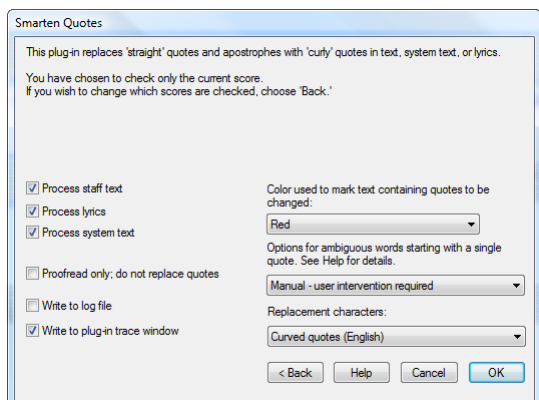 Smarten Quotes
This plug-in replaces 'straight' quotes and apostrophes with 'curly' quotes in text, system text, or lyrics.
You have chosen to check only the current score.
If you wish to change which scores are checked, choose 'Back.'
Process staff text
Process lyrics
Process system text
Proofread only; do not replace quotes
Write to log file
Write to plug-in trace window
Color used to mark text containing quotes to be
changed:
Red
Options for ambiguous words starting with a single
quote. See Help for details.
Manual - user intervention required
Replacement characters:
Curved quotes (English)
< Back
Help
Cancel
OK